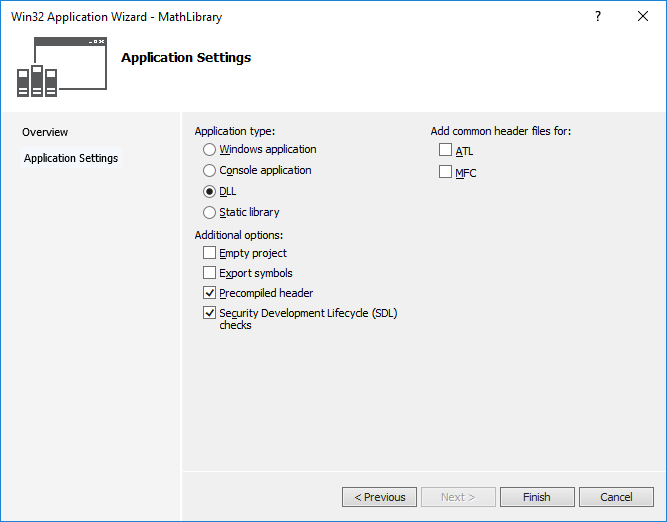 Win32 Application Wizard - MathLibrary
?
Application Settings
Overview
Application Settings
Application type:
Windows application
Console application
DLL
Static library
Additional options:
Empty project
Export symbols
Precompiled header
Security Development Lifecycle (SDL)
checks
Add common header files for:
ATL
MFC
< Previous
Next >
Finish
Cancel